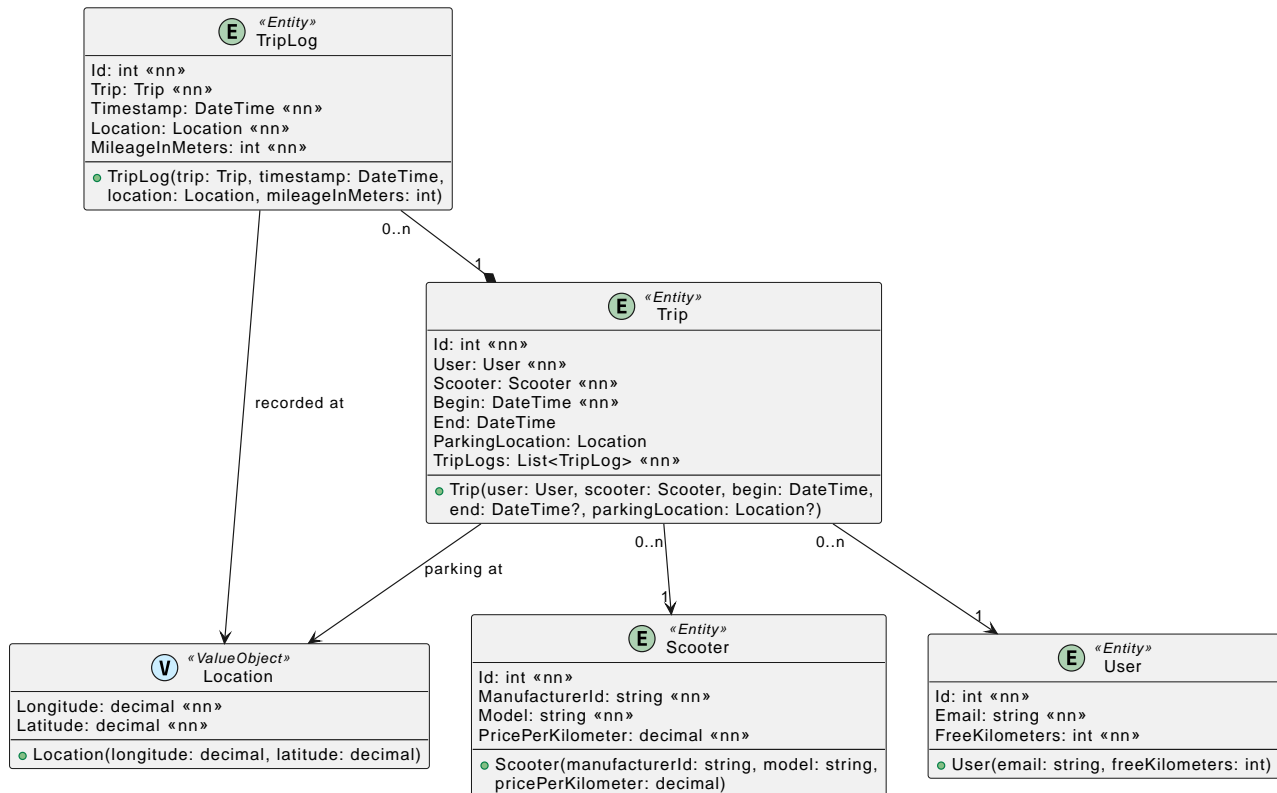 E «Entity»
TripLog
Id: int «nn»
Trip: Trip «nn»
Timestamp: DateTime «nn»
Location: Location «nn»
MileageInMeters: int «nn»
TripLog(trip: Trip, timestamp: DateTime,
location: Location, mileageInMeters: int)
0..n
1
E «Entity»
Trip
Id: int «nn»
User: User «nn»
Scooter: Scooter «nn»
Begin: DateTime «nn»
End: DateTime
ParkingLocation: Location
TripLogs: List<TripLog> «nn»
Trip(user: User, scooter: Scooter, begin: DateTime,
end: DateTime?, parkingLocation: Location?)
recorded at
0..n
0..n
parking at
1
1
V «ValueObject»
Location
Longitude: decimal «nn»
Latitude: decimal «nn»
Location(longitude: decimal, latitude: decimal)
E «Entity»
Scooter
Id: int «nn»
ManufacturerId: string «nn»
Model: string «nn»
PricePerKilometer: decimal «nn»
Scooter(manufacturerId: string, model: string,
pricePerKilometer: decimal)
E «Entity»
User
Id: int «nn»
Email: string «nn»
FreeKilometers: int «nn»
User(email: string, freeKilometers: int)